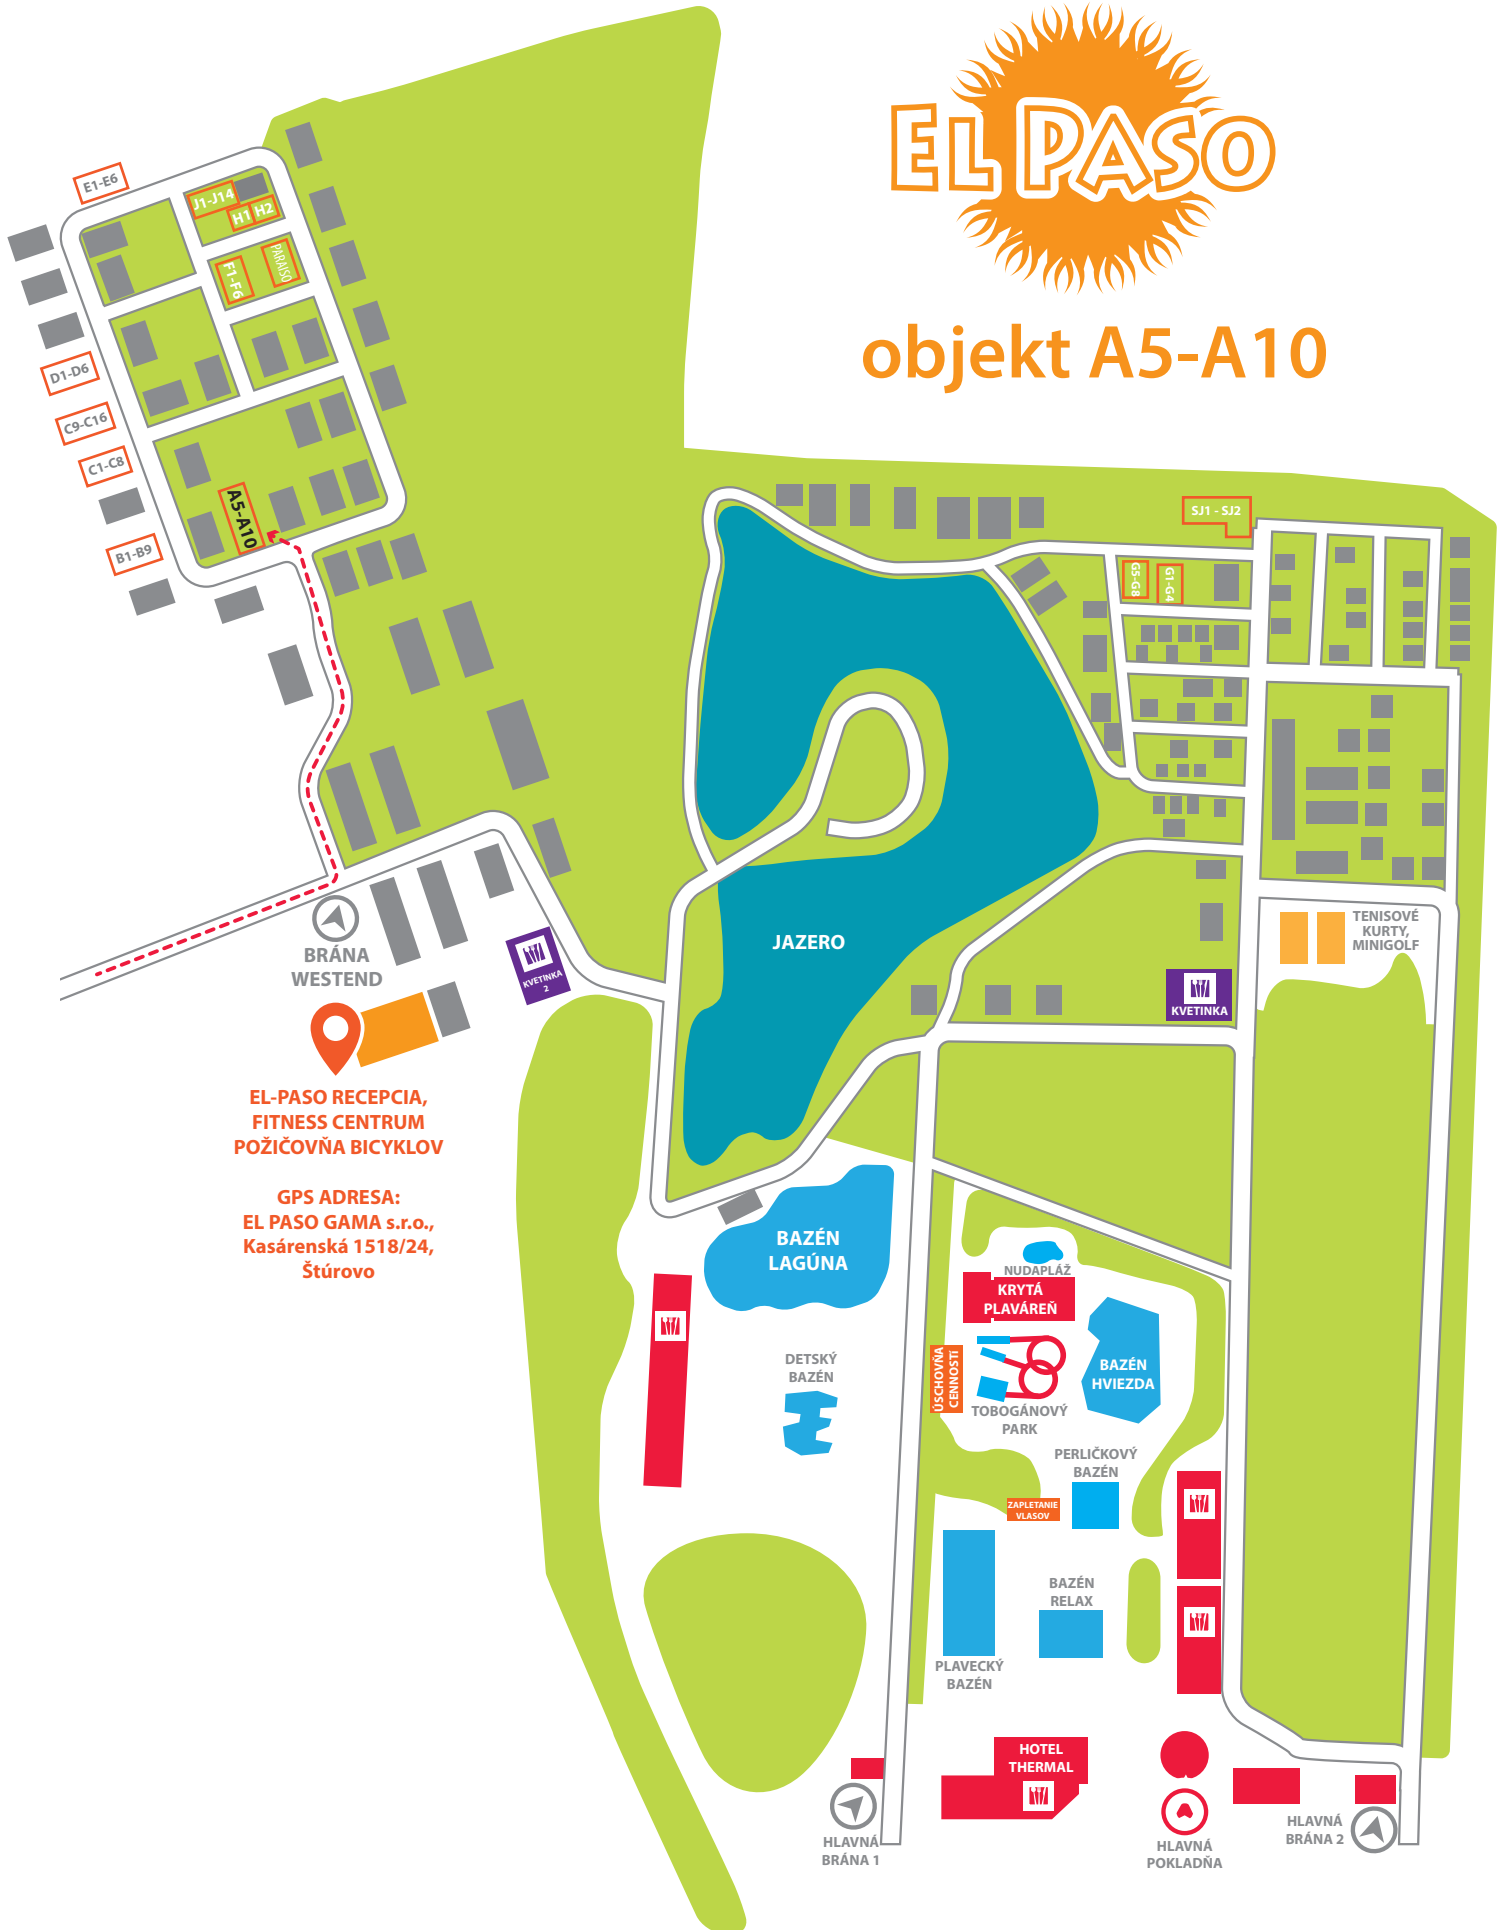 EL PASO
objekt A5-A10
E1-E6
J1-J14
H1
H2
F1-F6
PARAISO
D1-D6
C9-C16
C1-C8
A5-A10
B1-B9
SJ1 - SJ2
G5-G8
G1-G4
JAZERO
TENISOVÉ
KURTY,
MINIGOLF
BRÁNA
WESTEND
KVETINKA
2
KVETINKA
EL-PASO RECEPCIA,
FITNESS CENTRUM
POŽIČOVŇA BICYKLOV
GPS ADRESA:
EL PASO GAMA s.r.o.,
Kasárenská 1518/24,
Štúrovo
BAZÉN
LAGÚNA
NUDAPLÁŽ
KRYTÁ
PLAVÁREŇ
DETSKÝ
BAZÉN
ÚSCHOVŇA
CENNOSTí
BAZÉN
HVIEZDA
TOBOGÁNOVÝ
PARK
PERLIČKOVÝ
BAZÉN
ZAPLETANIE
VLASOV
BAZÉN
RELAX
PLAVECKÝ
BAZÉN
HOTEL
THERMAL
HLAVNÁ
BRÁNA 1
HLAVNÁ
POKLADŇA
HLAVNÁ
BRÁNA 2